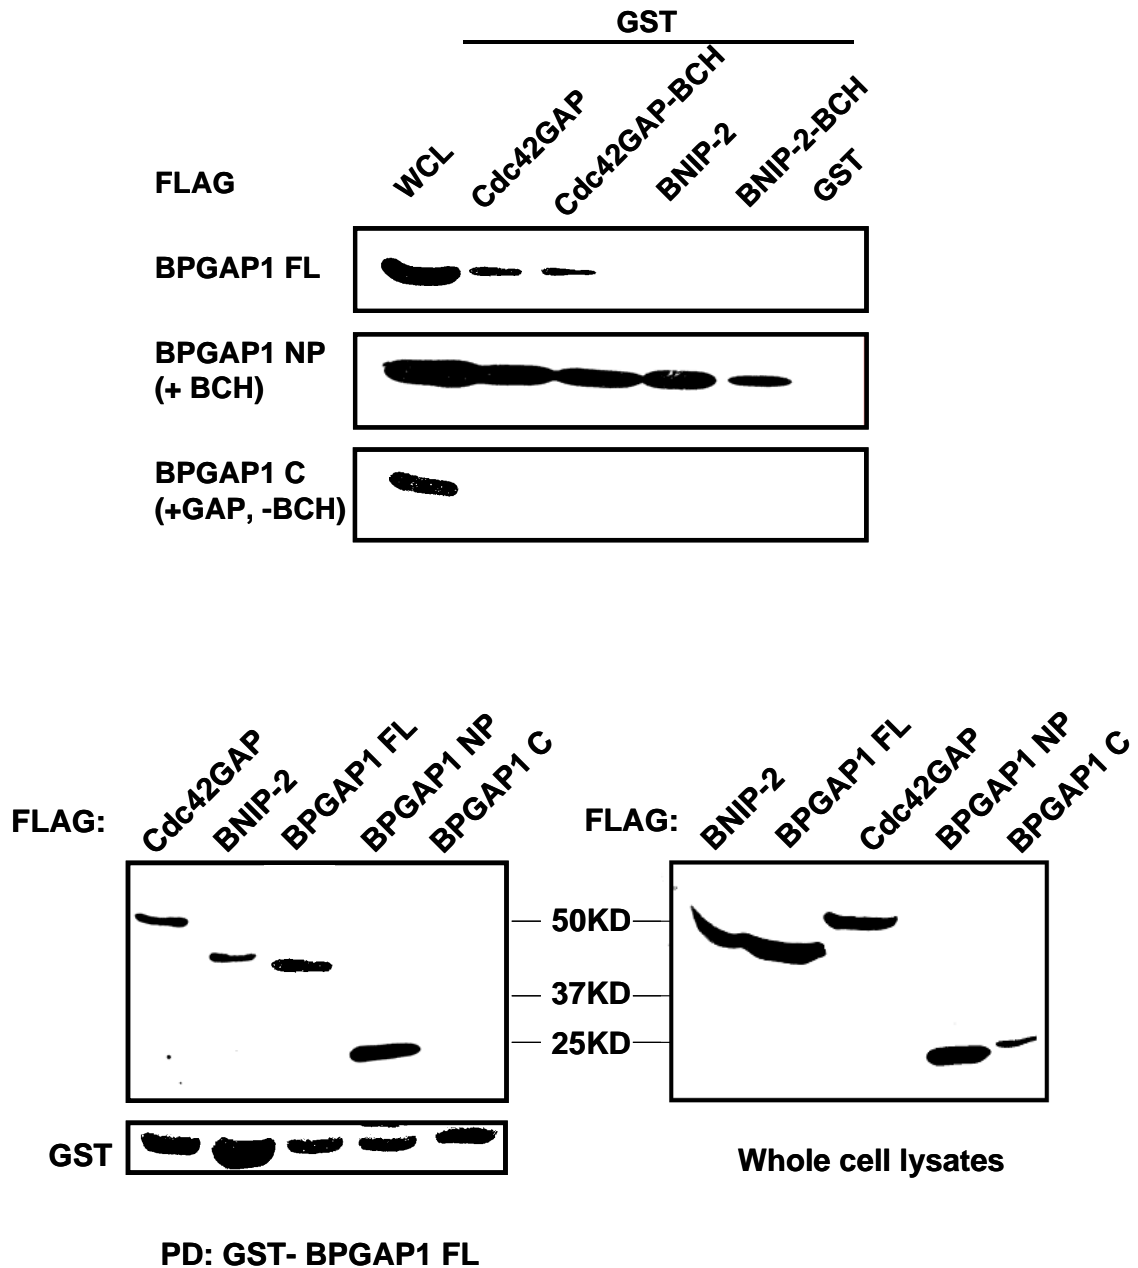 GST
WCL
Cdc42GAP
Cdc42GAP-BCH
BNIP-2
BNIP-2-BCH
GST
FLAG
BPGAP1 FL
BPGAP1 NP
(+ BCH)
BPGAP1 C
(+GAP, -BCH)
FLAG:
Cdc42GAP
BNIP-2
BPGAP1 FL
BPGAP1 NP
BPGAP1 C
FLAG:
BNIP-2
BPGAP1 FL
Cdc42GAP
BPGAP1 NP
BPGAP1 C
50KD
37KD
25KD
GST
Whole cell lysates
PD: GST- BPGAP1 FL